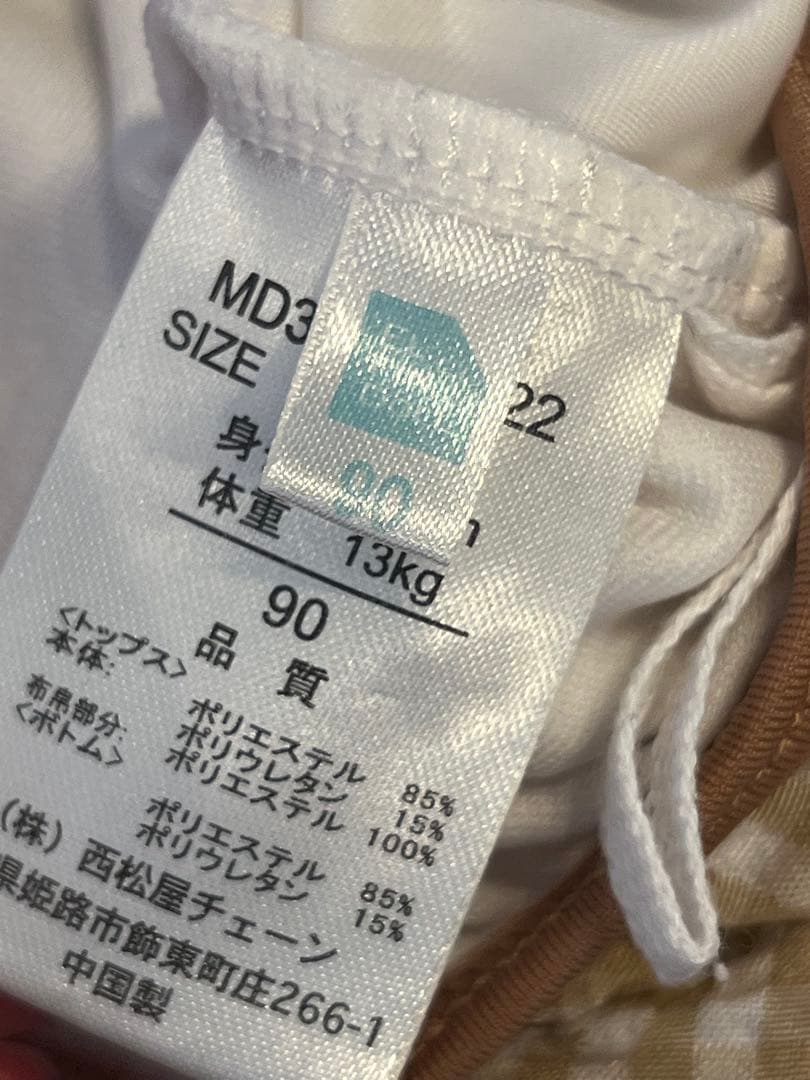 MD3
22
SIZE
90
身
体重 13kg
90
品 質
<トップス>
本体:
ポリエステル 85%
ポリウレタン 15%
布帛部分:
ポリエステル 100%
<ボトム>
ポリエステル 85%
ポリウレタン 15%
(株)西松屋チェーン
県姫路市飾東町庄266-1
中国製